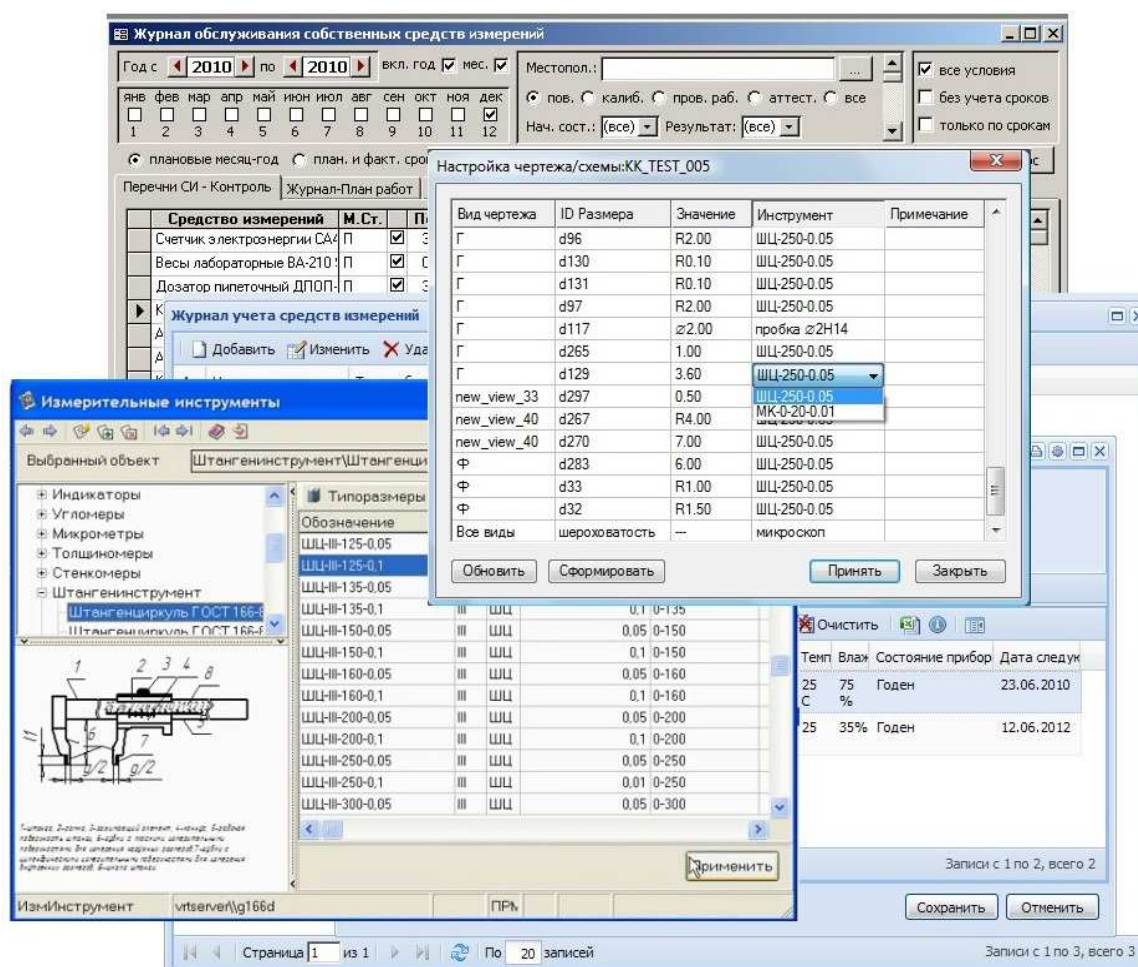 Журнал обслуживания собственных средств измерений
Год с 2010 по 2010 вкл. год мес.
янв фев мар апр май июн июл авг сен окт ноя дек
1 2 3 4 5 6 7 8 9 10 11 12
Местопол.: ...
пов. калиб. пров. раб. аттест. все
Нач. сост.: (все) Результат: (все)
все условия
без учета сроков
только по срокам
плановые месяц-год план. и факт.
Перечни СИ - Контроль Журнал-План работ
Средство измерений М.Ст.
Счетчик электроэнергии СА4 П
Весы лабораторные ВА-210 П
Дозатор пипеточный ДПОП- П
Журнал учета средств измерений
Добавить Изменить
Настройка чертежа/схемы:KK_TEST_005
Вид чертежа ID Размера Значение Инструмент Примечание
Г d96 R2.00 ШЦ-250-0.05
Г d130 R0.10 ШЦ-250-0.05
Г d131 R0.10 ШЦ-250-0.05
Г d97 R2.00 ШЦ-250-0.05
Г d117 ⌀2.00 пробка ⌀2H14
Г d265 1.00 ШЦ-250-0.05
Г d129 3.60 ШЦ-250-0.05
new_view_33 d297 0.50 ШЦ-250-0.05
new_view_40 d267 R4.00 МК-0-20-0.01
new_view_40 d270 7.00 ШЦ-250-0.05
Ф d283 6.00 ШЦ-250-0.05
Ф d33 R1.00 ШЦ-250-0.05
Ф d32 R1.50 ШЦ-250-0.05
Все виды шероховатость --- микроскоп
Обновить Сформировать Принять Закрыть
Измерительные инструменты
Выбранный объект Штангенинструмент\Штангенци
Индикаторы
Угломеры
Микрометры
Толщиномеры
Стенкомеры
Штангенинструмент
Штангенциркуль ГОСТ 166-8
Штангенциркуль ГОСТ 166-8
1 2 3 4 8
6 7
g/2 g/2
Типоразмеры
Обозначение
ШЦ-III-125-0,05
ШЦ-III-125-0,1
ШЦ-III-135-0,05
ШЦ-III-135-0,1 III ШЦ 0,1 0-135
ШЦ-III-150-0,05 III ШЦ 0,05 0-150
ШЦ-III-150-0,1 III ШЦ 0,1 0-150
ШЦ-III-160-0,05 III ШЦ 0,05 0-160
ШЦ-III-160-0,1 III ШЦ 0,1 0-160
ШЦ-III-200-0,05 III ШЦ 0,05 0-200
ШЦ-III-200-0,1 III ШЦ 0,1 0-200
ШЦ-III-250-0,05 III ШЦ 0,05 0-250
ШЦ-III-250-0,1 III ШЦ 0,01 0-250
ШЦ-III-300-0,05 III ШЦ 0,05 0-300
Применить
ИзмИнструмент vrtserver\\g166d
Очистить
Темп Влаж Состояние прибор Дата следую
25 С 75 % Годен 23.06.2010
25 35% Годен 12.06.2012
Записи с 1 по 2, всего 2
Сохранить Отменить
Страница 1 из 1 По 20 записей Записи с 1 по 3, всего 3